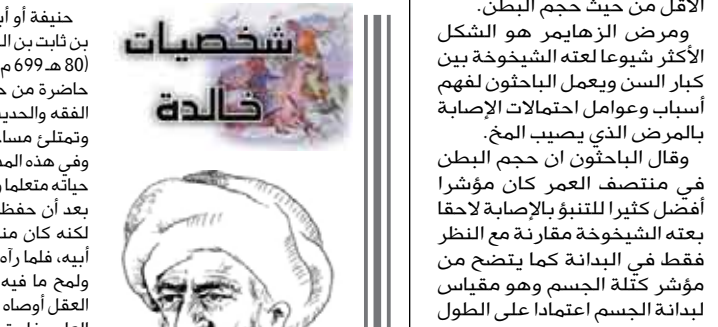 الأقل من حيث حجم البطن.
ومرض الزهايمر هو الشكل
الأكثر شيوعا لعته الشيخوخة بين
كبار السن ويعمل الباحثون لفهم
أسباب وعوامل احتمالات الإصابة
بالمرض الذي يصيب المخ.
وقال الباحثون ان حجم البطن
في منتصف العمر كان مؤشرا
أفضل كثيرا للتنبؤ بالإصابة لاحقا
بعته الشيخوخة مقارنة مع النظر
فقط في البدانة كما يتضح من
مؤشر كتلة الجسم وهو مقياس
لبدانة الجسم اعتمادا على الطول
شخصيات
خالدة
حنيفة أو أب
بن ثابت بن ال
(80 هـ 699 م
حاضرة من ح
الفقه والحدي
وتمتلئ مسا
وفي هذه المد
حياته متعلما و
بعد أن حفظ
لكنه كان من
أبيه، فلما رآه
ولمح ما فيه
العقل أوصاه